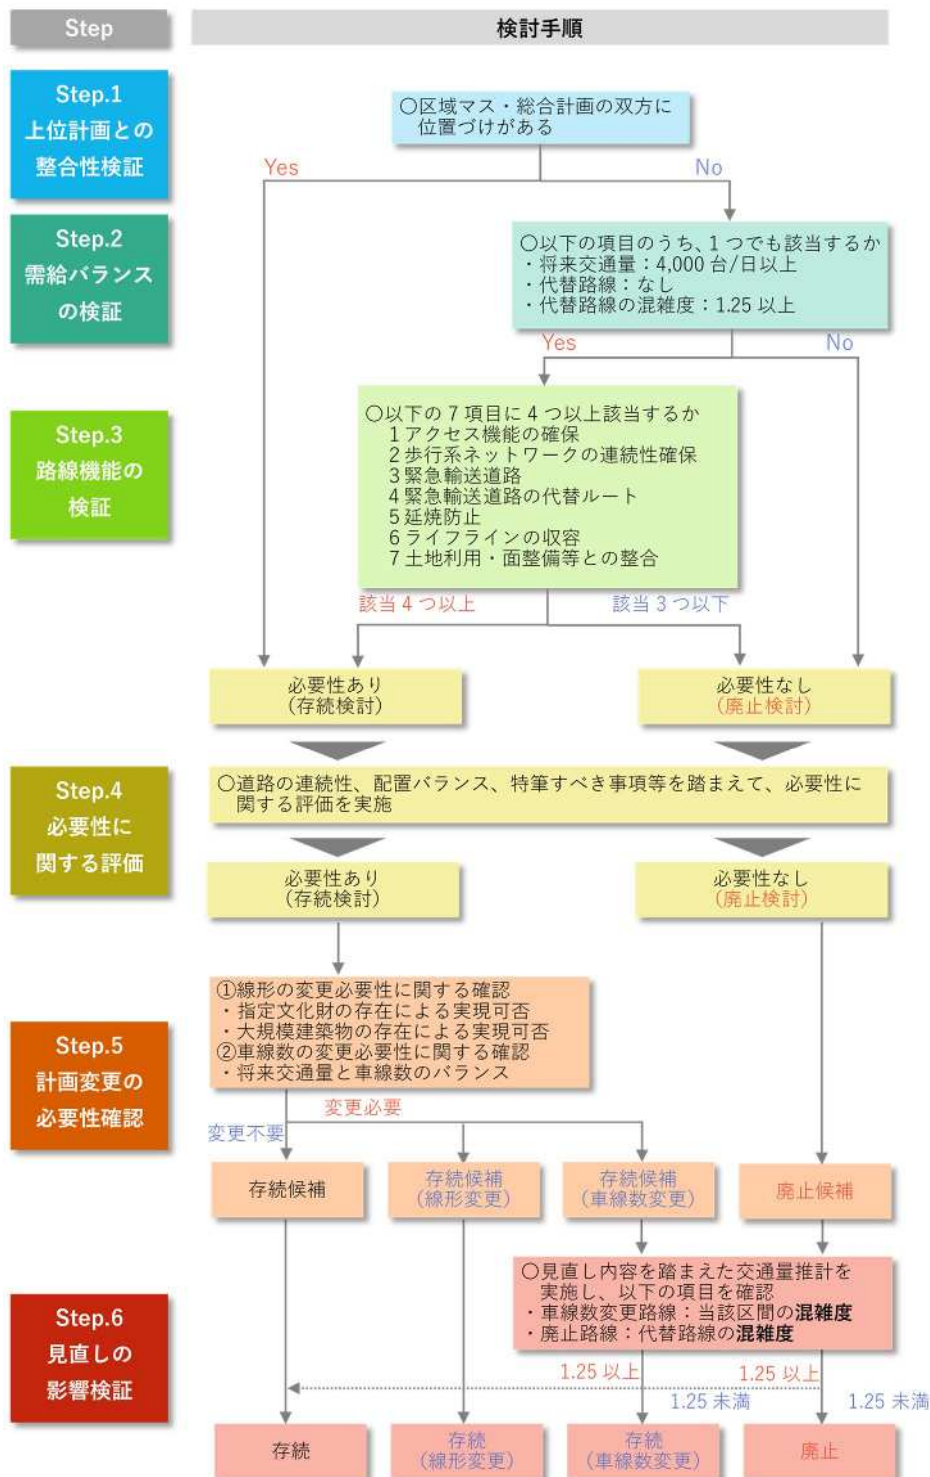 Step
検討手順
Step.1
上位計画との
整合性検証
○区域マス・総合計画の双方に
位置づけがある
Yes
No
Step.2
需給バランス
の検証
○以下の項目のうち、1つでも該当するか
・将来交通量：4,000 台/日以上
・代替路線：なし
・代替路線の混雑度：1.25 以上
Yes
No
Step.3
路線機能の
検証
○以下の 7 項目に 4 つ以上該当するか
1 アクセス機能の確保
2 歩行系ネットワークの連続性確保
3 緊急輸送道路
4 緊急輸送道路の代替ルート
5 延焼防止
6 ライフラインの収容
7 土地利用・面整備等との整合
該当 4 つ以上
該当 3 つ以下
必要性あり
(存続検討)
必要性なし
(廃止検討)
Step.4
必要性に
関する評価
○道路の連続性、配置バランス、特筆すべき事項等を踏まえて、必要性に
関する評価を実施
必要性あり
(存続検討)
必要性なし
(廃止検討)
Step.5
計画変更の
必要性確認
①線形の変更必要性に関する確認
・指定文化財の存在による実現可否
・大規模建築物の存在による実現可否
②車線数の変更必要性に関する確認
・将来交通量と車線数のバランス
変更必要
変更不要
存続候補
存続候補
(線形変更)
存続候補
(車線数変更)
廃止候補
Step.6
見直しの
影響検証
○見直し内容を踏まえた交通量推計を
実施し、以下の項目を確認
・車線数変更路線：当該区間の混雑度
・廃止路線：代替路線の混雑度
1.25 以上
1.25 以上
1.25 未満
1.25 未満
存続
存続
(線形変更)
存続
(車線数変更)
廃止